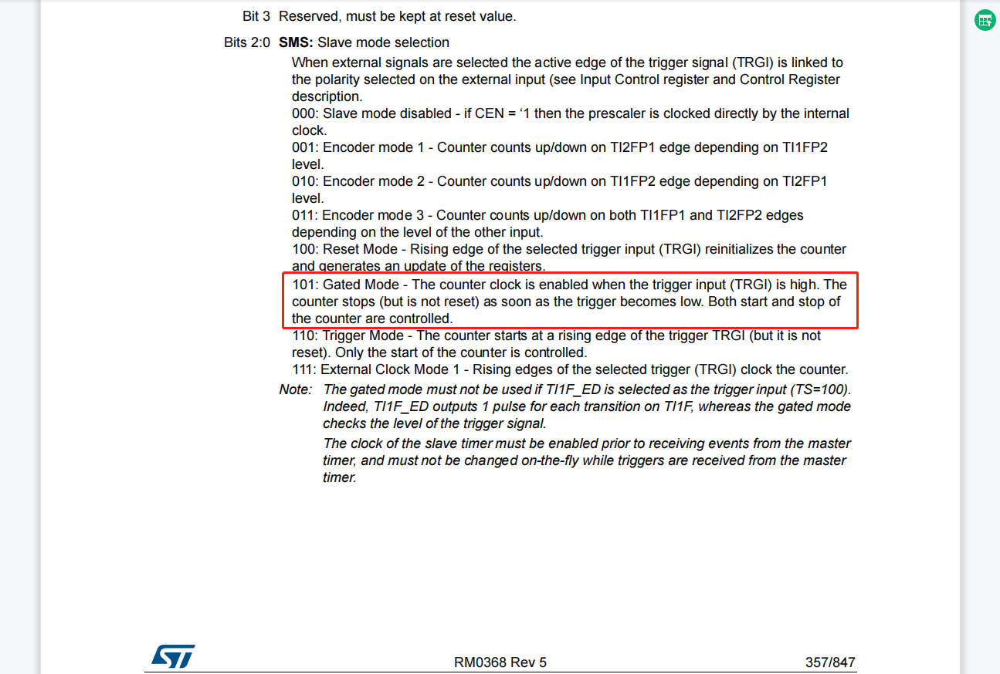 Bit 3 Reserved, must be kept at reset value.
Bits 2:0 SMS: Slave mode selection
When external signals are selected the active edge of the trigger signal (TRGI) is linked to
the polarity selected on the external input (see Input Control register and Control Register
description.
000: Slave mode disabled - if CEN = ‘1 then the prescaler is clocked directly by the internal
clock.
001: Encoder mode 1 - Counter counts up/down on TI2FP1 edge depending on TI1FP2
level.
010: Encoder mode 2 - Counter counts up/down on TI1FP2 edge depending on TI2FP1
level.
011: Encoder mode 3 - Counter counts up/down on both TI1FP1 and TI2FP2 edges
depending on the level of the other input.
100: Reset Mode - Rising edge of the selected trigger input (TRGI) reinitializes the counter
and generates an update of the registers.
101: Gated Mode - The counter clock is enabled when the trigger input (TRGI) is high. The
counter stops (but is not reset) as soon as the trigger becomes low. Both start and stop of
the counter are controlled.
110: Trigger Mode - The counter starts at a rising edge of the trigger TRGI (but it is not
reset). Only the start of the counter is controlled.
111: External Clock Mode 1 - Rising edges of the selected trigger (TRGI) clock the counter.
Note: The gated mode must not be used if TI1F_ED is selected as the trigger input (TS=100).
Indeed, TI1F_ED outputs 1 pulse for each transition on TI1F, whereas the gated mode
checks the level of the trigger signal.
The clock of the slave timer must be enabled prior to receiving events from the master
timer, and must not be changed on-the-fly while triggers are received from the master
timer.
ST RM0368 Rev 5 357/847